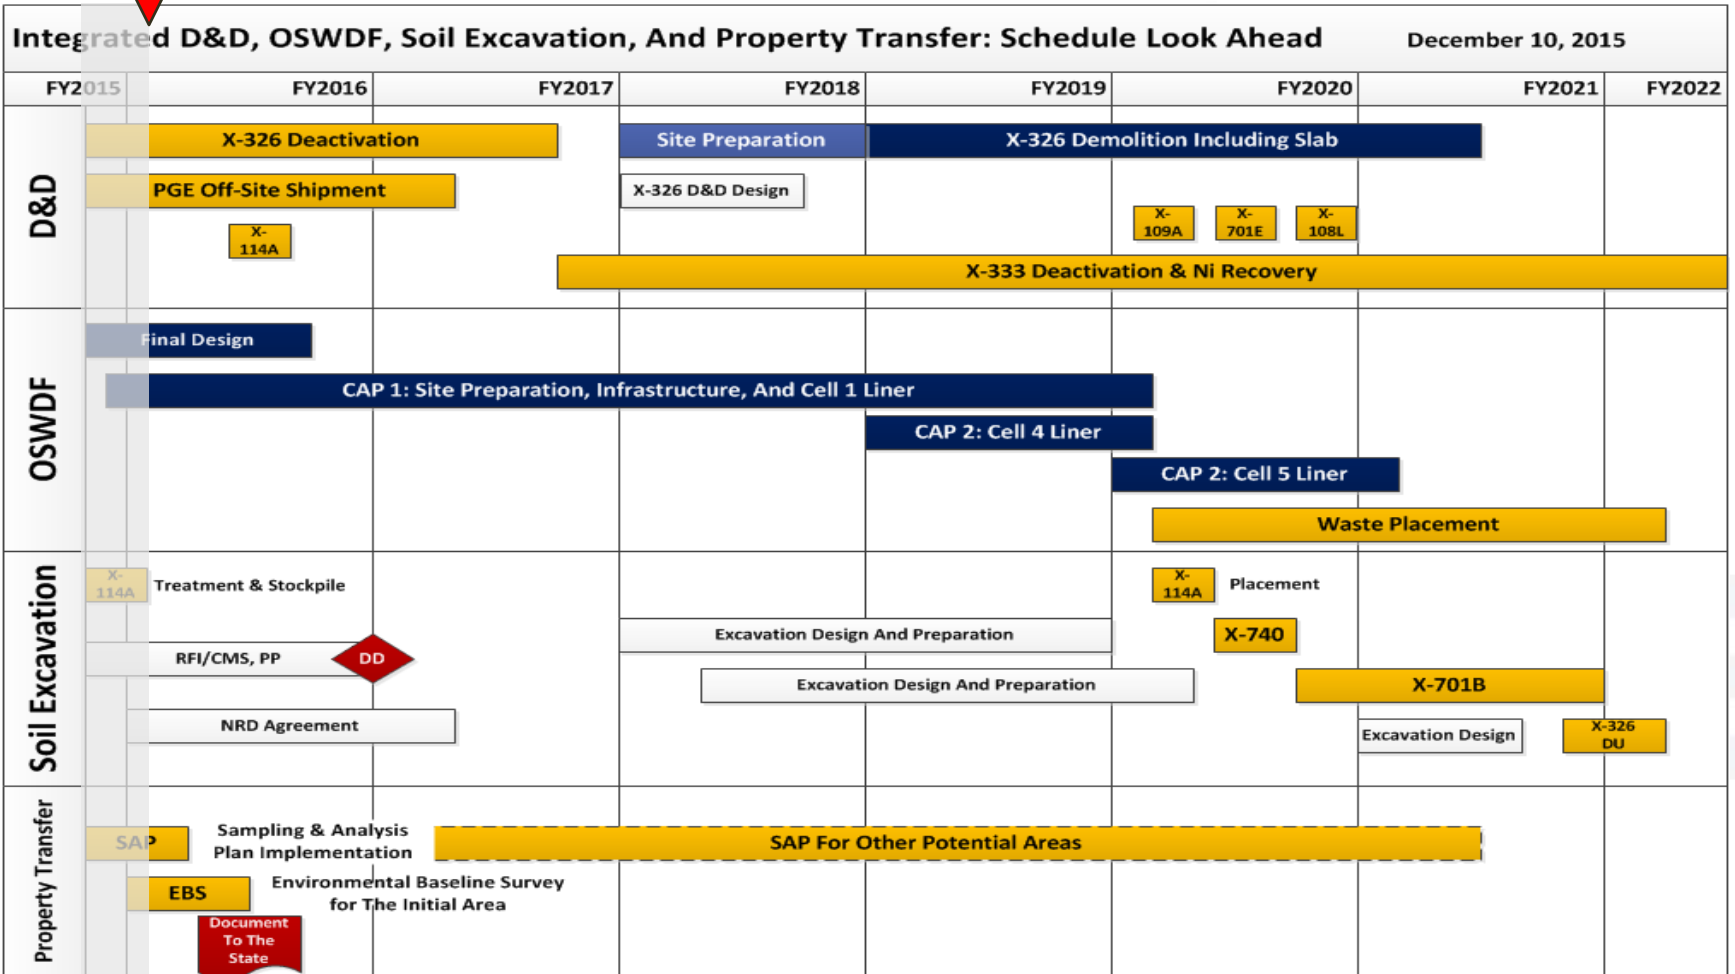 Integrated D&D, OSWDF, Soil Excavation, And Property Transfer: Schedule Look Ahead
December 10, 2015
FY2015
FY2016
FY2017
FY2018
FY2019
FY2020
FY2021
FY2022
D&D
X-326 Deactivation
Site Preparation
X-326 Demolition Including Slab
PGE Off-Site Shipment
X-326 D&D Design
X-
114A
X-
109A
X-
701E
X-
108L
X-333 Deactivation & Ni Recovery
OSWDF
Final Design
CAP 1: Site Preparation, Infrastructure, And Cell 1 Liner
CAP 2: Cell 4 Liner
CAP 2: Cell 5 Liner
Waste Placement
Soil Excavation
X-
114A
Treatment & Stockpile
X-
114A
Placement
Excavation Design And Preparation
X-740
RFI/CMS, PP
DD
Excavation Design And Preparation
X-701B
NRD Agreement
Excavation Design
X-326
DU
Property Transfer
SAP
Sampling & Analysis
Plan Implementation
SAP For Other Potential Areas
EBS
Environmental Baseline Survey
for The Initial Area
Document
To The
State